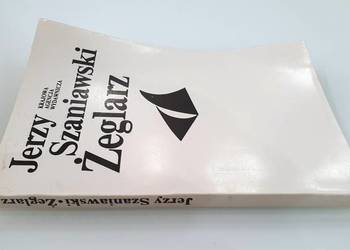 Jerzy
KRAJOWA
AGENCJA
WYDAWNICZA
Szaniawski
Żeglarz
Jerzy Szaniawski • Żeglarz